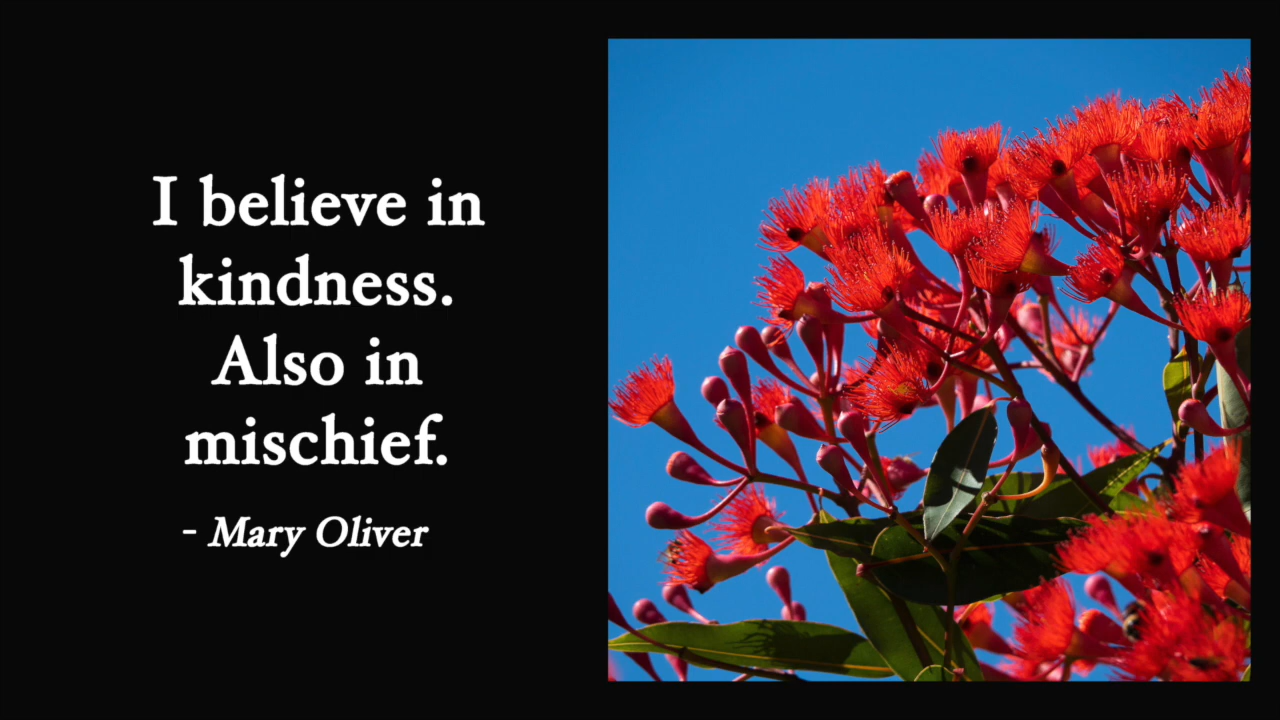 I believe in
kindness.
Also in
mischief.
- Mary Oliver